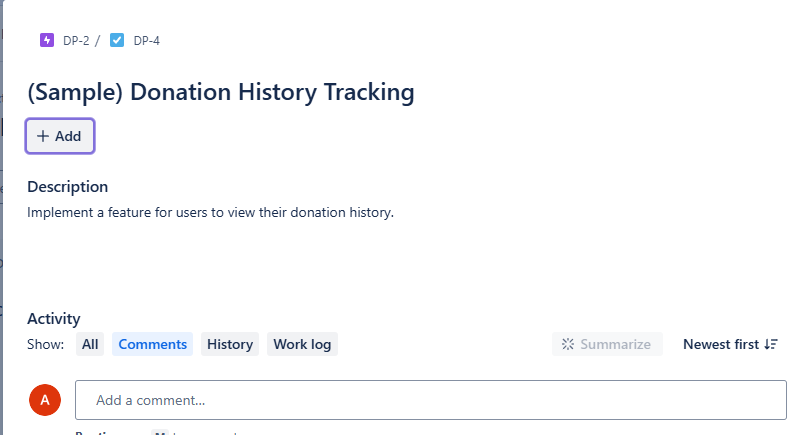 DP-2 / DP-4
(Sample) Donation History Tracking
+ Add
Description
Implement a feature for users to view their donation history.
Activity
Show: All Comments History Work log Summarize Newest first
A Add a comment...